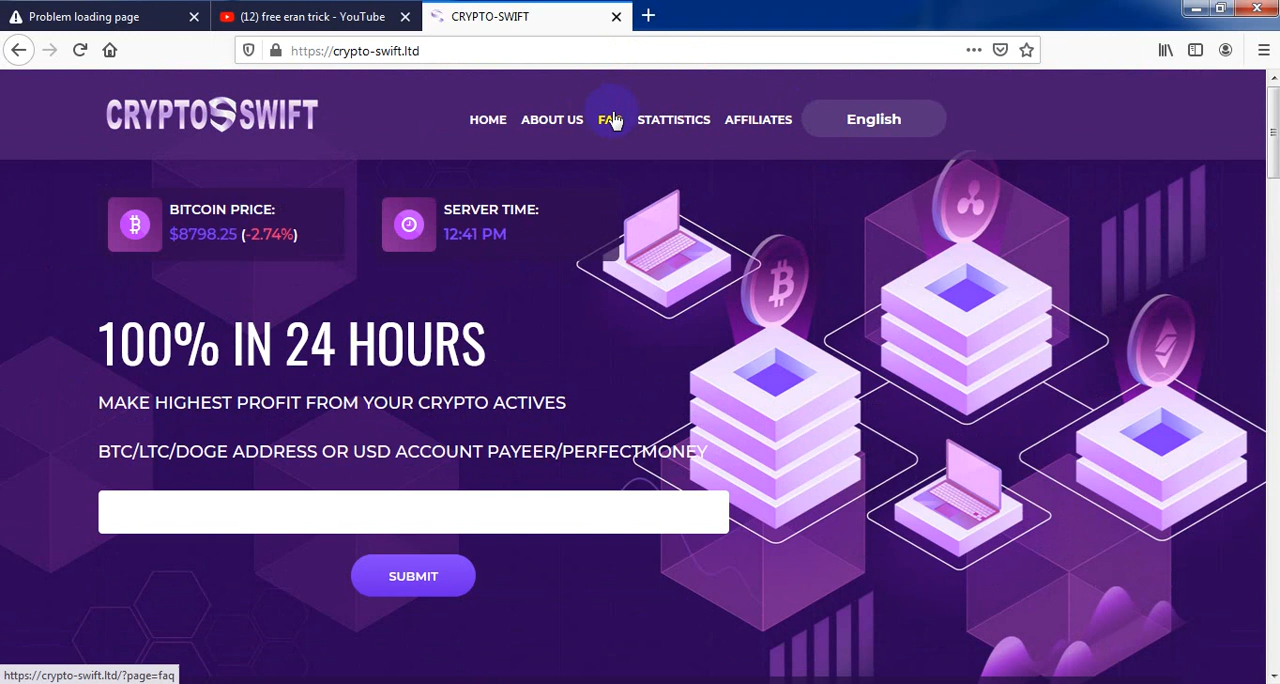 Problem loading page
(12) free eran trick - YouTube
CRYPTO-SWIFT
https://crypto-swift.ltd
CRYPTO SWIFT
HOME
ABOUT US
STATTISTICS
AFFILIATES
English
BITCOIN PRICE:
$8798.25 (-2.74%)
SERVER TIME:
12:41 PM
100% IN 24 HOURS
MAKE HIGHEST PROFIT FROM YOUR CRYPTO ACTIVES
BTC/LTC/DOGE ADDRESS OR USD ACCOUNT PAYEER/PERFECTMONEY
SUBMIT
https://crypto-swift.ltd/?page=faq